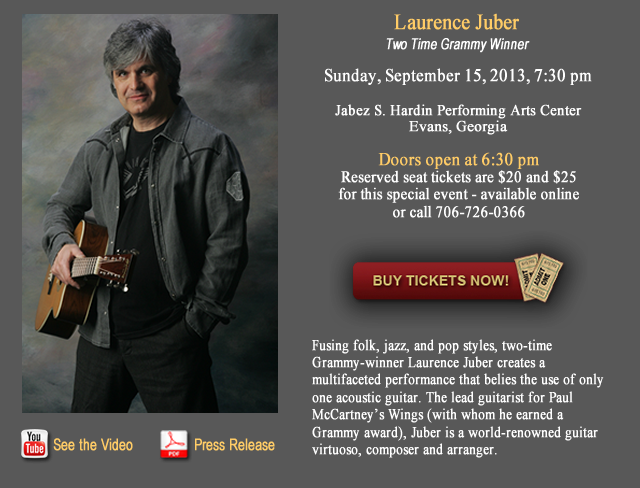 Laurence Juber
Two Time Grammy Winner
Sunday, September 15, 2013, 7:30 pm
Jabez S. Hardin Performing Arts Center
Evans, Georgia
Doors open at 6:30 pm
Reserved seat tickets are $20 and $25
for this special event - available online
or call 706-726-0366
BUY TICKETS NOW!
ADMIT ONE
Fusing folk, jazz, and pop styles, two-time
Grammy-winner Laurence Juber creates a
multifaceted performance that belies the use of only
one acoustic guitar. The lead guitarist for Paul
McCartney's Wings (with whom he earned a
Grammy award), Juber is a world-renowned guitar
virtuoso, composer and arranger.
You
Tube
See the Video
PDF
Press Release